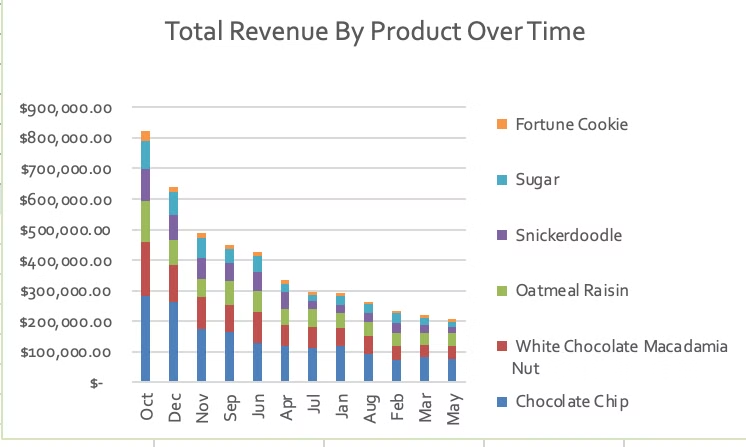 Total Revenue By Product Over Time
$900,000.00
$800,000.00
$700,000.00
$600,000.00
$500,000.00
$400,000.00
$300,000.00
$200,000.00
$100,000.00
$-
Oct
Dec
Nov
Sep
Jun
Apr
Jul
Jan
Aug
Feb
Mar
May
Fortune Cookie
Sugar
Snickerdoodle
Oatmeal Raisin
White Chocolate Macadamia
Nut
Chocolate Chip